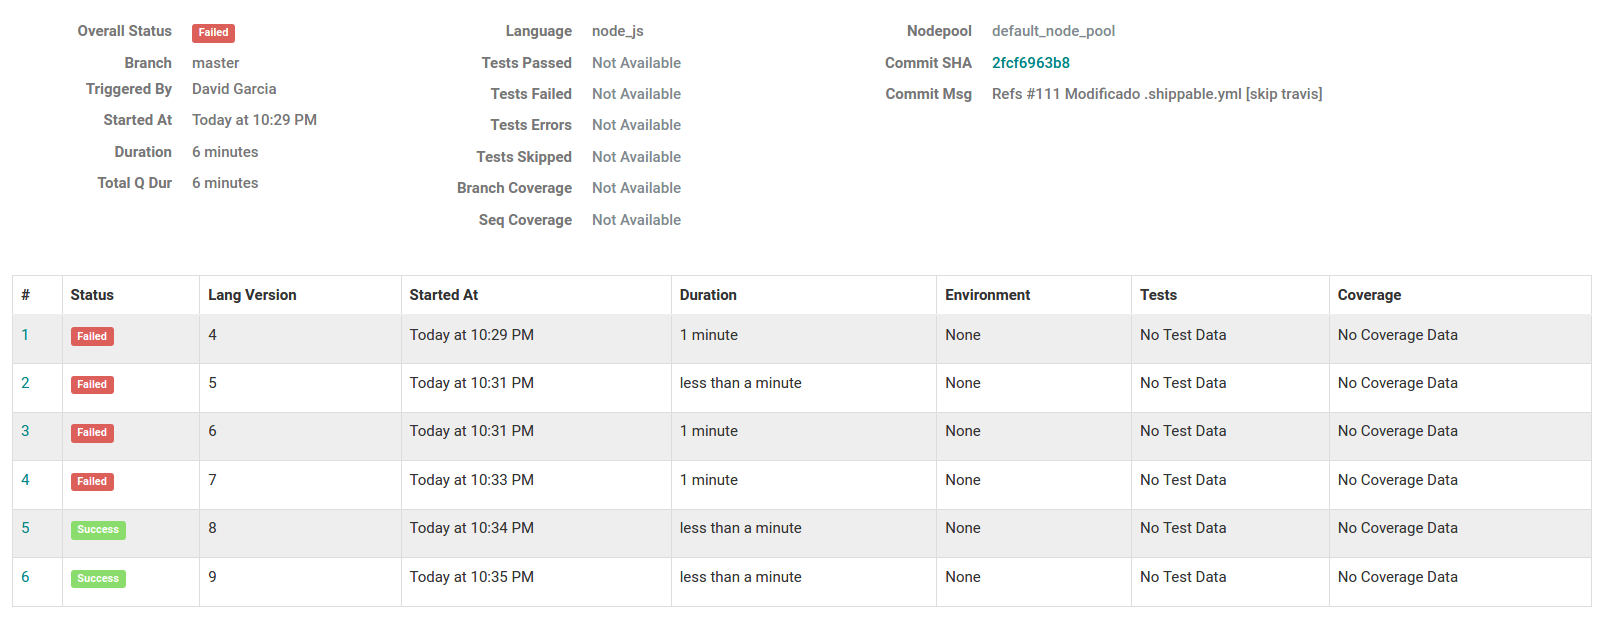 Overall Status Failed
Branch master
Triggered By David Garcia
Started At Today at 10:29 PM
Duration 6 minutes
Total Q Dur 6 minutes
Language node_js
Tests Passed Not Available
Tests Failed Not Available
Tests Errors Not Available
Tests Skipped Not Available
Branch Coverage Not Available
Seq Coverage Not Available
Nodepool default_node_pool
Commit SHA 2fcf6963b8
Commit Msg Refs #111 Modificado .shippable.yml [skip travis]
# Status Lang Version Started At Duration Environment Tests Coverage
1 Failed 4 Today at 10:29 PM 1 minute None No Test Data No Coverage Data
2 Failed 5 Today at 10:31 PM less than a minute None No Test Data No Coverage Data
3 Failed 6 Today at 10:31 PM 1 minute None No Test Data No Coverage Data
4 Failed 7 Today at 10:33 PM 1 minute None No Test Data No Coverage Data
5 Success 8 Today at 10:34 PM less than a minute None No Test Data No Coverage Data
6 Success 9 Today at 10:35 PM less than a minute None No Test Data No Coverage Data